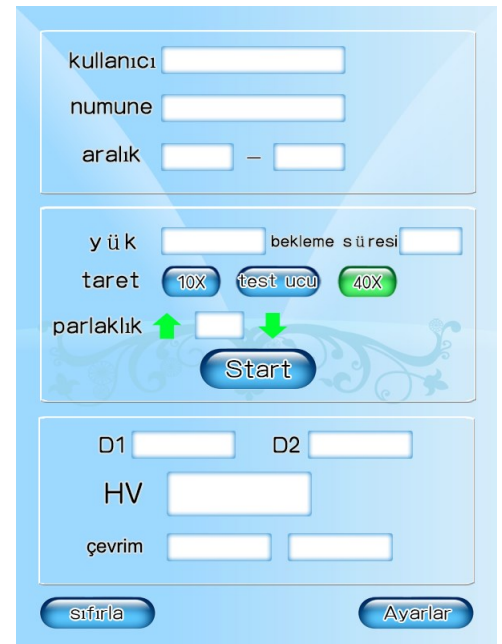 kullanıcı
numune
aralık –
yük bekleme süresi
taret 10X test ucu 40X
parlaklık
Start
D1 D2
HV
çevrim
sıfırla Ayarlar